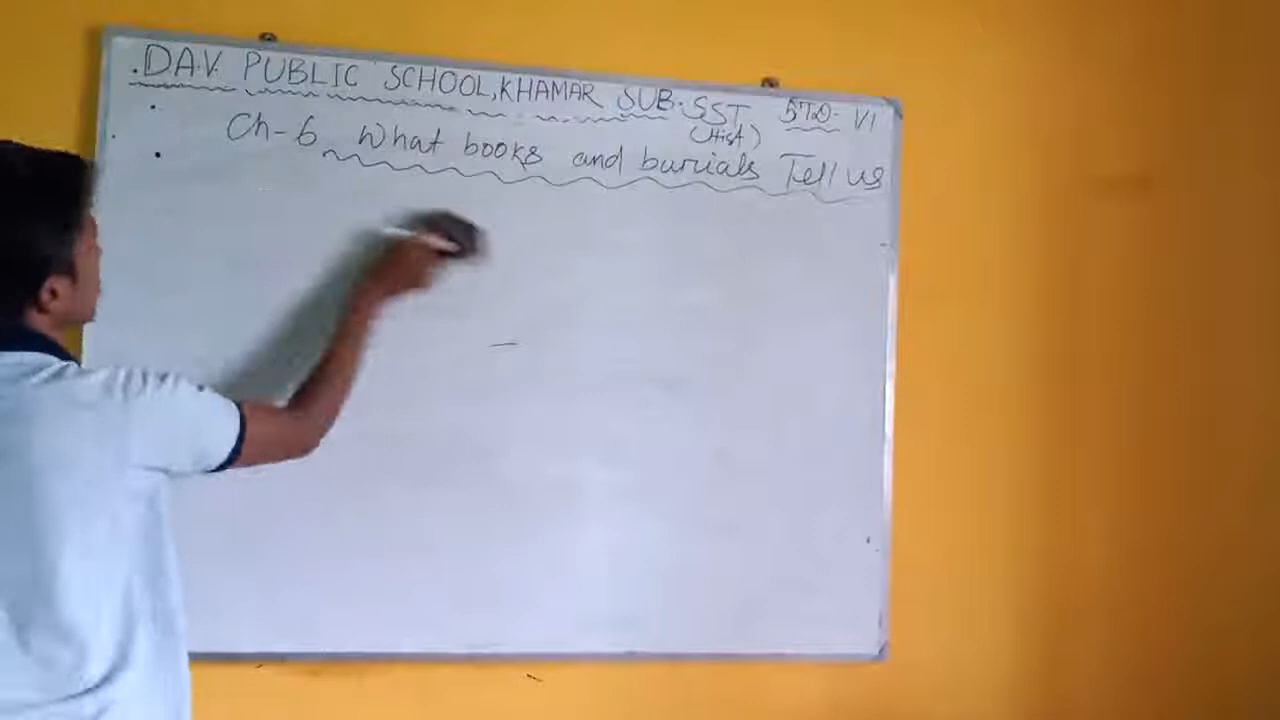 D.A.V. PUBLIC SCHOOL, KHAMAR SUB. SST STD- VI
(Hist)
Ch-6 What books and burials Tell us